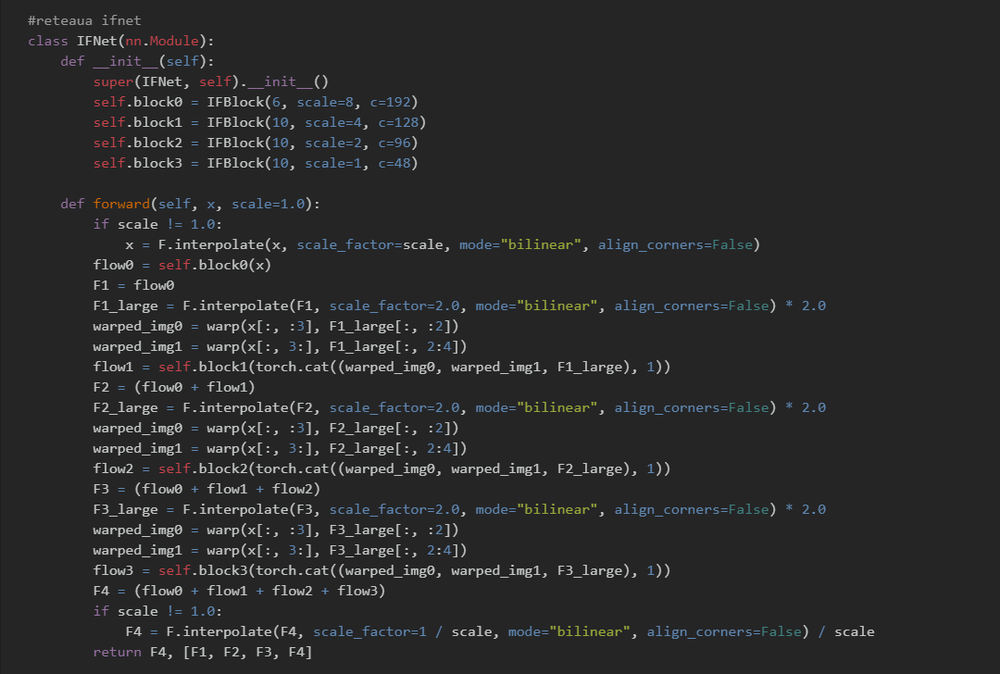 #reteaua ifnet
class IFNet(nn.Module):
    def __init__(self):
        super(IFNet, self).__init__()
        self.block0 = IFBlock(6, scale=8, c=192)
        self.block1 = IFBlock(10, scale=4, c=128)
        self.block2 = IFBlock(10, scale=2, c=96)
        self.block3 = IFBlock(10, scale=1, c=48)

    def forward(self, x, scale=1.0):
        if scale != 1.0:
            x = F.interpolate(x, scale_factor=scale, mode="bilinear", align_corners=False)
        flow0 = self.block0(x)
        F1 = flow0
        F1_large = F.interpolate(F1, scale_factor=2.0, mode="bilinear", align_corners=False) * 2.0
        warped_img0 = warp(x[:, :3], F1_large[:, :2])
        warped_img1 = warp(x[:, 3:], F1_large[:, 2:4])
        flow1 = self.block1(torch.cat((warped_img0, warped_img1, F1_large), 1))
        F2 = (flow0 + flow1)
        F2_large = F.interpolate(F2, scale_factor=2.0, mode="bilinear", align_corners=False) * 2.0
        warped_img0 = warp(x[:, :3], F2_large[:, :2])
        warped_img1 = warp(x[:, 3:], F2_large[:, 2:4])
        flow2 = self.block2(torch.cat((warped_img0, warped_img1, F2_large), 1))
        F3 = (flow0 + flow1 + flow2)
        F3_large = F.interpolate(F3, scale_factor=2.0, mode="bilinear", align_corners=False) * 2.0
        warped_img0 = warp(x[:, :3], F3_large[:, :2])
        warped_img1 = warp(x[:, 3:], F3_large[:, 2:4])
        flow3 = self.block3(torch.cat((warped_img0, warped_img1, F3_large), 1))
        F4 = (flow0 + flow1 + flow2 + flow3)
        if scale != 1.0:
            F4 = F.interpolate(F4, scale_factor=1 / scale, mode="bilinear", align_corners=False) / scale
        return F4, [F1, F2, F3, F4]